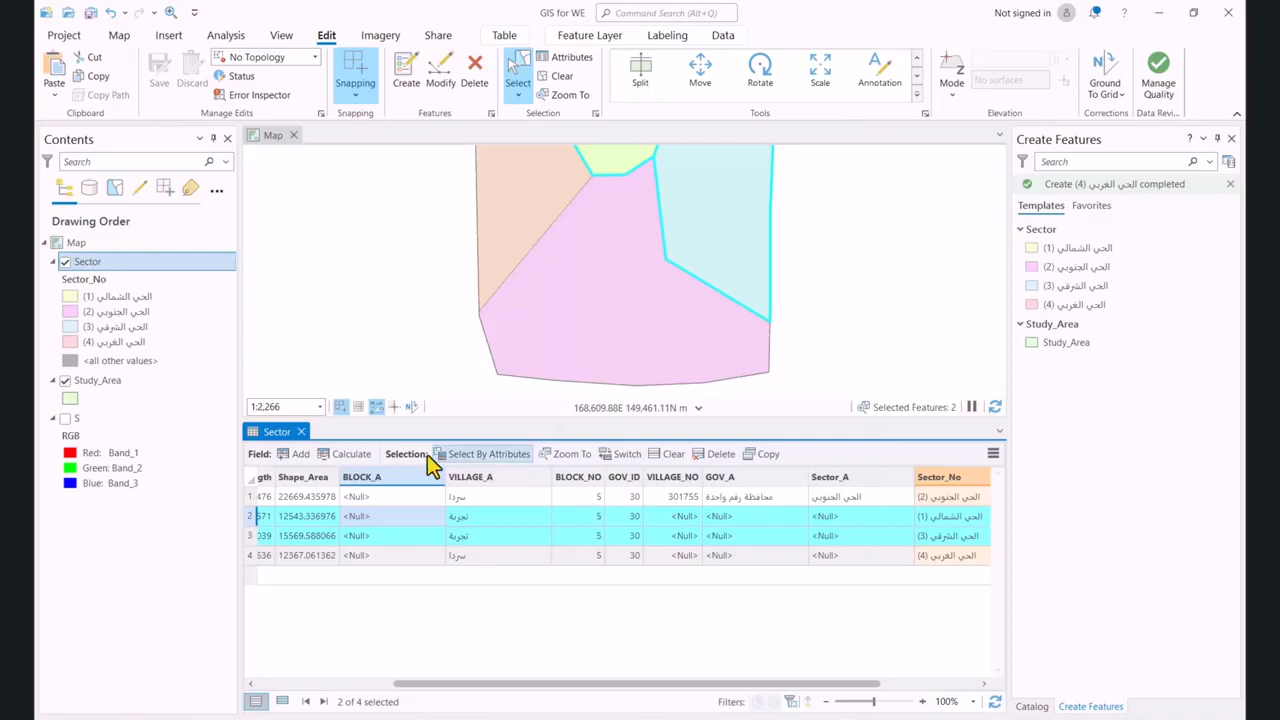 GIS for WE
Command Search (Alt+Q)
Not signed in
?
Project Map Insert Analysis View Edit Imagery Share Table Feature Layer Labeling Data
Paste
Cut
Copy
Copy Path
Clipboard
Save
Discard
No Topology
Status
Error Inspector
Manage Edits
Snapping
Snapping
Create
Modify
Delete
Features
Select
Attributes
Clear
Zoom To
Selection
Split
Move
Rotate
Scale
Annotation
Tools
Mode
No surfaces
Elevation
Ground To Grid
Corrections
Manage Quality
Data Revi...
Contents
Search
Drawing Order
Map
Sector
Sector_No
الحي الشمالي (1)
الحي الجنوبي (2)
الحي الشرقي (3)
الحي الغربي (4)
<all other values>
Study_Area
S
RGB
Red: Band_1
Green: Band_2
Blue: Band_3
Map
1:2,266
168,609.88E 149,461.11N m
Selected Features: 2
Sector
Field: Add Calculate Selection: Select By Attributes Zoom To Switch Clear Delete Copy
gth Shape_Area BLOCK_A VILLAGE_A BLOCK_NO GOV_ID VILLAGE_NO GOV_A Sector_A Sector_No
1 476 22669.435978 <Null> سردا 5 30 301755 محافظة رقم واحدة الحي الجنوبي الحي الجنوبي (2)
2 571 12543.336976 <Null> تجربة 5 30 <Null> <Null> <Null> الحي الشمالي (1)
3 039 15569.588066 <Null> تجربة 5 30 <Null> <Null> <Null> الحي الشرقي (3)
4 536 12367.061362 <Null> سردا 5 30 <Null> <Null> <Null> الحي الغربي (4)
2 of 4 selected
Filters:
100%
Create Features
?
Search
Create الحي الغربي (4) completed
Templates Favorites
Sector
الحي الشمالي (1)
الحي الجنوبي (2)
الحي الشرقي (3)
الحي الغربي (4)
Study_Area
Study_Area
Catalog Create Features